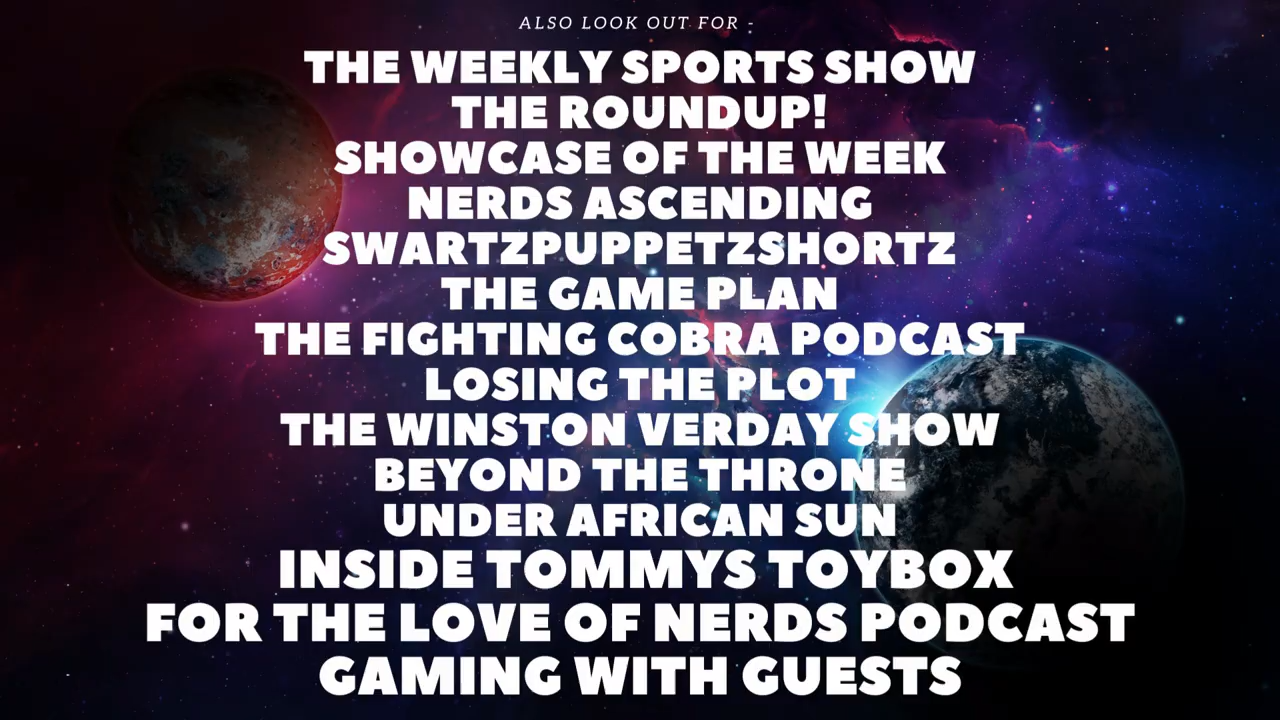 ALSO LOOK OUT FOR -
THE WEEKLY SPORTS SHOW
THE ROUNDUP!
SHOWCASE OF THE WEEK
NERDS ASCENDING
SWARTZPUPPETZSHORTZ
THE GAME PLAN
THE FIGHTING COBRA PODCAST
LOSING THE PLOT
THE WINSTON VERDAY SHOW
BEYOND THE THRONE
UNDER AFRICAN SUN
INSIDE TOMMYS TOYBOX
FOR THE LOVE OF NERDS PODCAST
GAMING WITH GUESTS